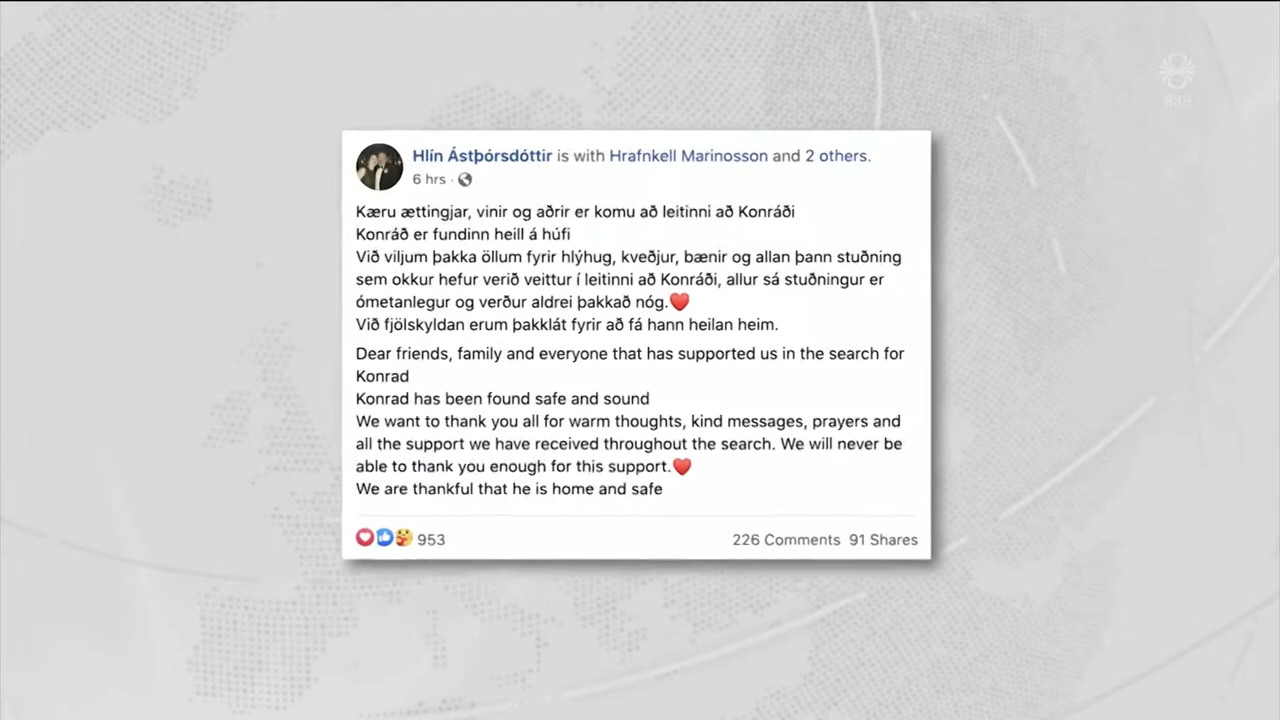 888
Hlín Ástþórsdóttir is with Hrafnkell Marinosson and 2 others.
6 hrs ·
Kæru ættingjar, vinir og aðrir er komu að leitinni að Konráði
Konráð er fundinn heill á húfi
Við viljum þakka öllum fyrir hlýhug, kveðjur, bænir og allan þann stuðning
sem okkur hefur verið veittur í leitinni að Konráði, allur sá stuðningur er
ómetanlegur og verður aldrei þakkað nóg.❤️
Við fjölskyldan erum þakklát fyrir að fá hann heilan heim.
Dear friends, family and everyone that has supported us in the search for
Konrad
Konrad has been found safe and sound
We want to thank you all for warm thoughts, kind messages, prayers and
all the support we have received throughout the search. We will never be
able to thank you enough for this support.❤️
We are thankful that he is home and safe
953
226 Comments 91 Shares